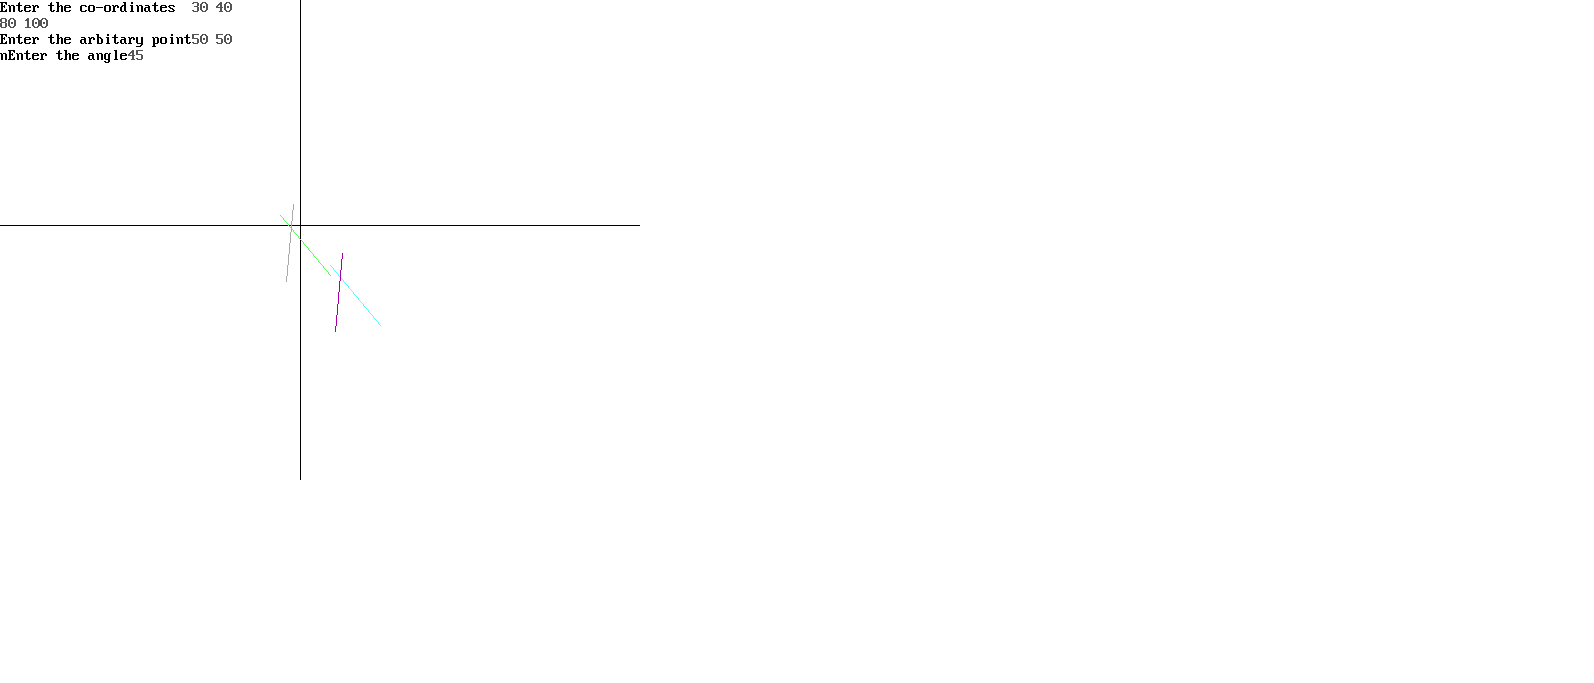 Enter the co-ordinates  30 40
80 100
Enter the arbitary point50 50
nEnter the angle45